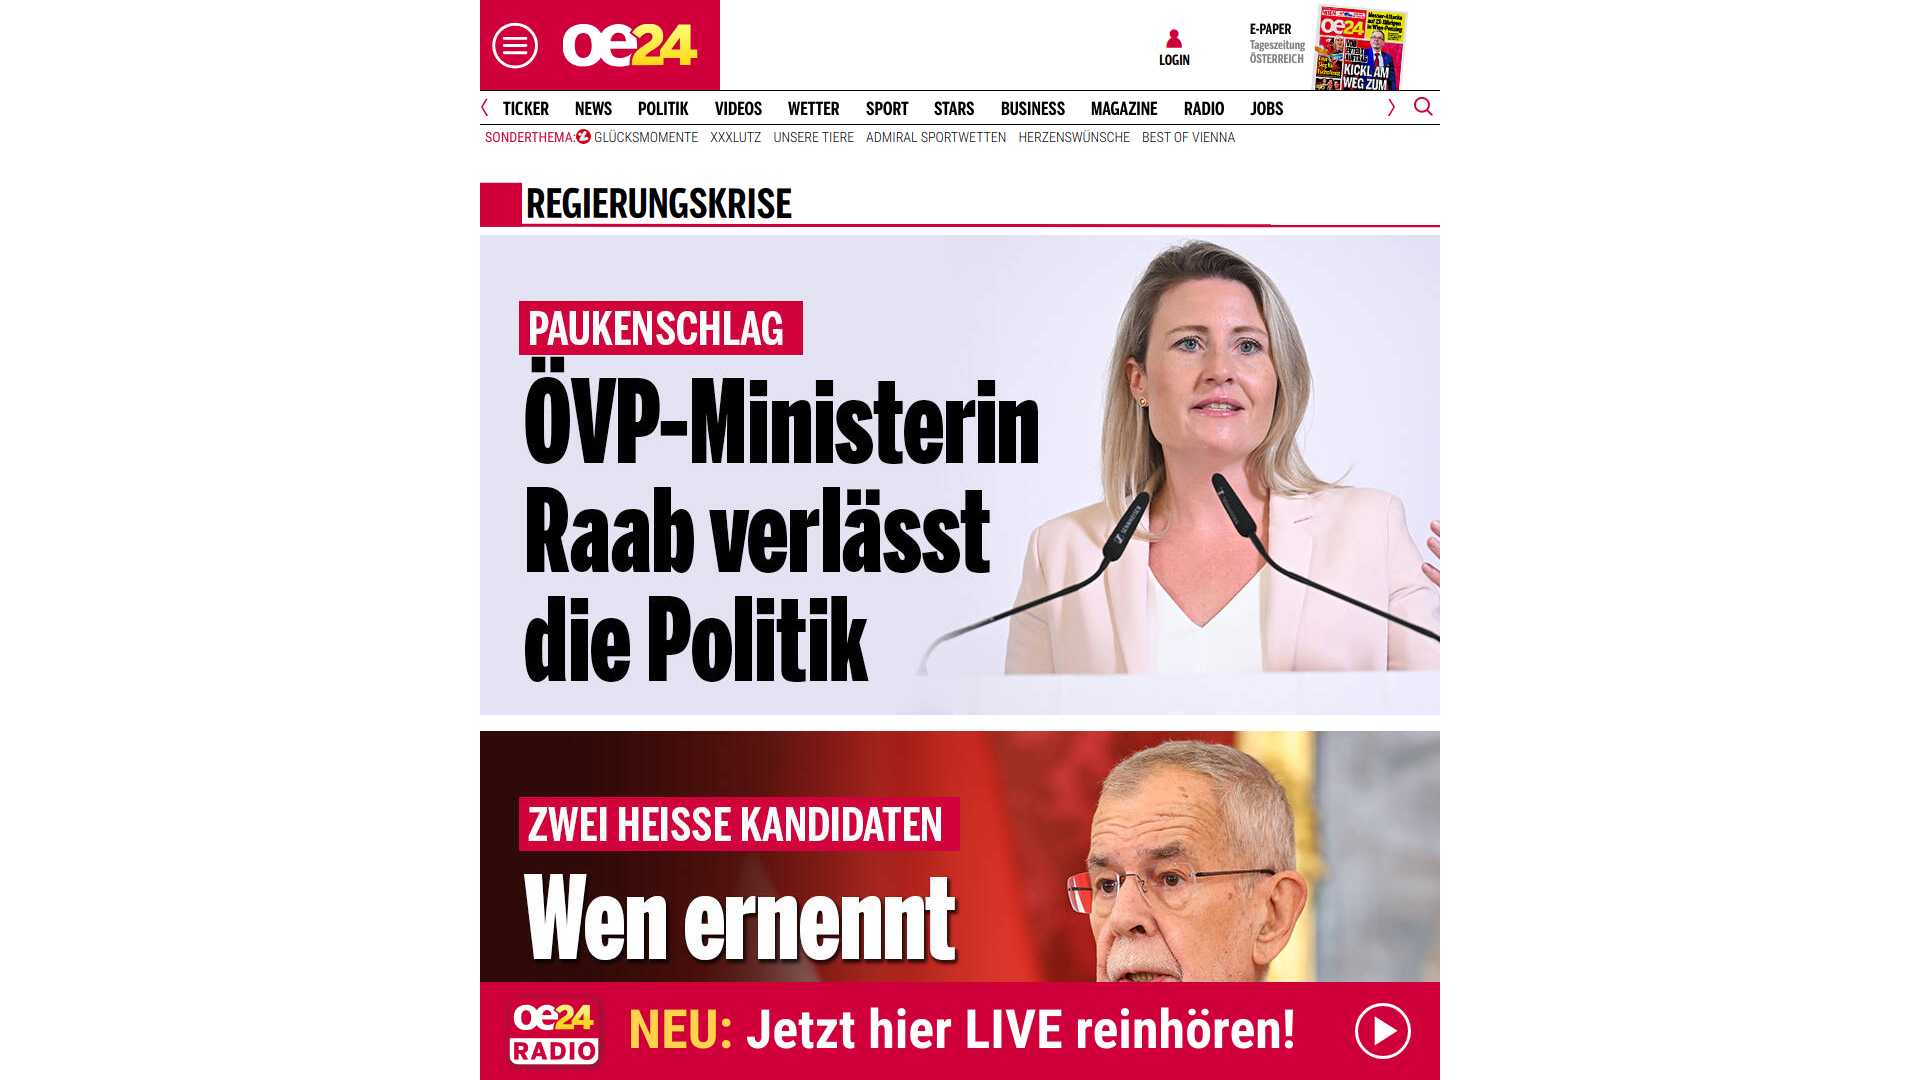 oe24
LOGIN
E-PAPER
Tageszeitung
ÖSTERREICH
oe24
KICKL AM
WEG ZUM
TICKER NEWS POLITIK VIDEOS WETTER SPORT STARS BUSINESS MAGAZINE RADIO JOBS
SONDERTHEMA: GLÜCKSMOMENTE XXXLUTZ UNSERE TIERE ADMIRAL SPORTWETTEN HERZENSWÜNSCHE BEST OF VIENNA
REGIERUNGSKRISE
PAUKENSCHLAG
ÖVP-Ministerin
Raab verlässt
die Politik
SENNHEISER
ZWEI HEISSE KANDIDATEN
Wen ernennt
oe24
RADIO
NEU: Jetzt hier LIVE reinhören!